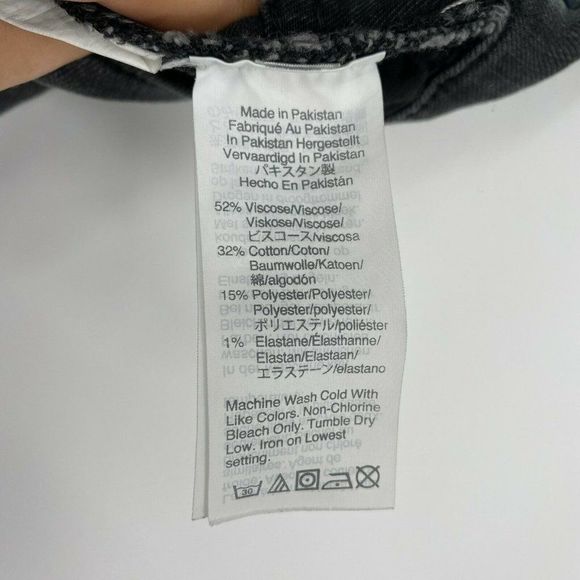 Made in Pakistan
Fabriqué Au Pakistan
In Pakistan Hergestellt
Vervaardigd In Pakistan
パキスタン製
Hecho En Pakistán
52% Viscose/Viscose/
Viskose/Viscose/
ビスコース/viscosa
32% Cotton/Coton/
Baumwolle/Katoen/
綿/algodón
15% Polyester/Polyester/
Polyester/polyester/
ポリエステル/poliéster
1% Elastane/Élasthanne/
Elastan/Elastaan/
エラステーン/elastano
Machine Wash Cold With
Like Colors. Non-Chlorine
Bleach Only. Tumble Dry
Low. Iron on Lowest
setting.
30